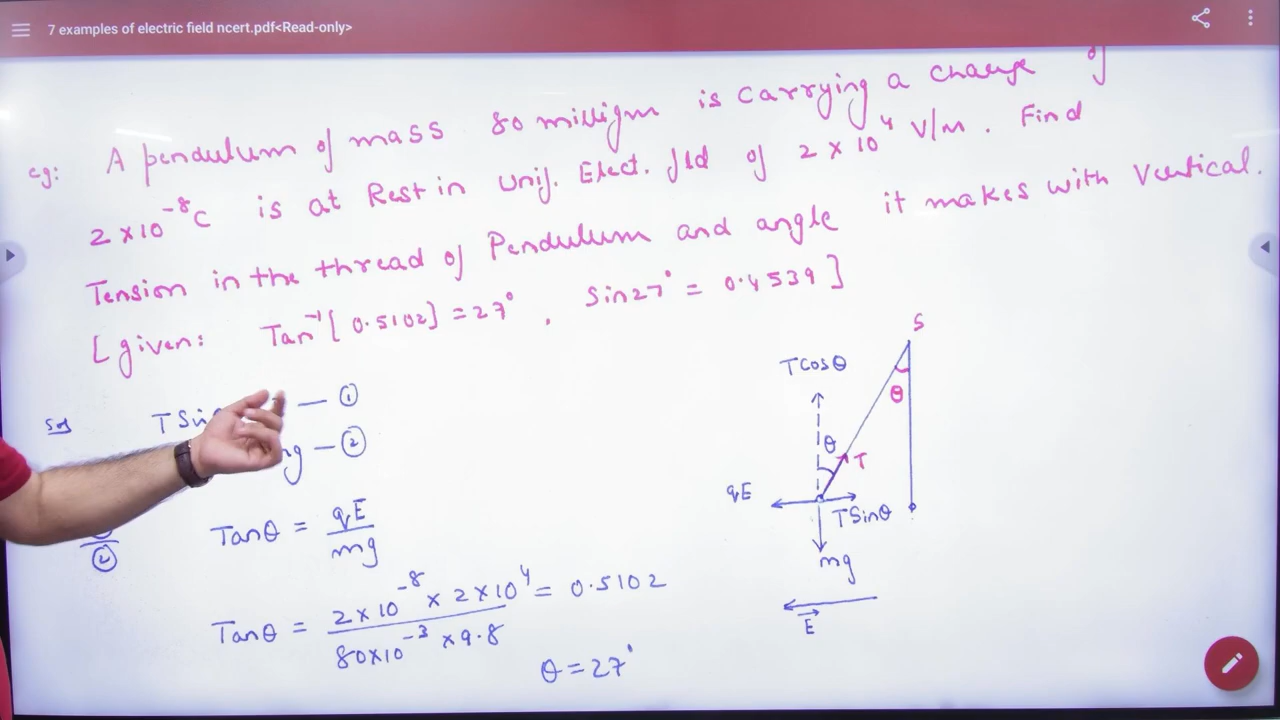 7 examples of electric field ncert.pdf<Read-only>
eg: A pendulum of mass 80 milligm is carrying a charge of
2 × 10⁻⁸C is at Rest in Unif. Elect. fld of 2 × 10⁴ V/m. Find
Tension in the thread of Pendulum and angle it makes with Vertical.
[given: Tan⁻¹[0.5102] = 27°, Sin27° = 0.4539]
S
TCosθ
θ
Sol — ①
mg — ②
θ
T
qE
TSinθ
Tanθ = qE/mg
②
mg
Tanθ = 2×10⁻⁸ × 2×10⁴ / 80×10⁻³ × 9.8 = 0.5102
E⃗
θ = 27°